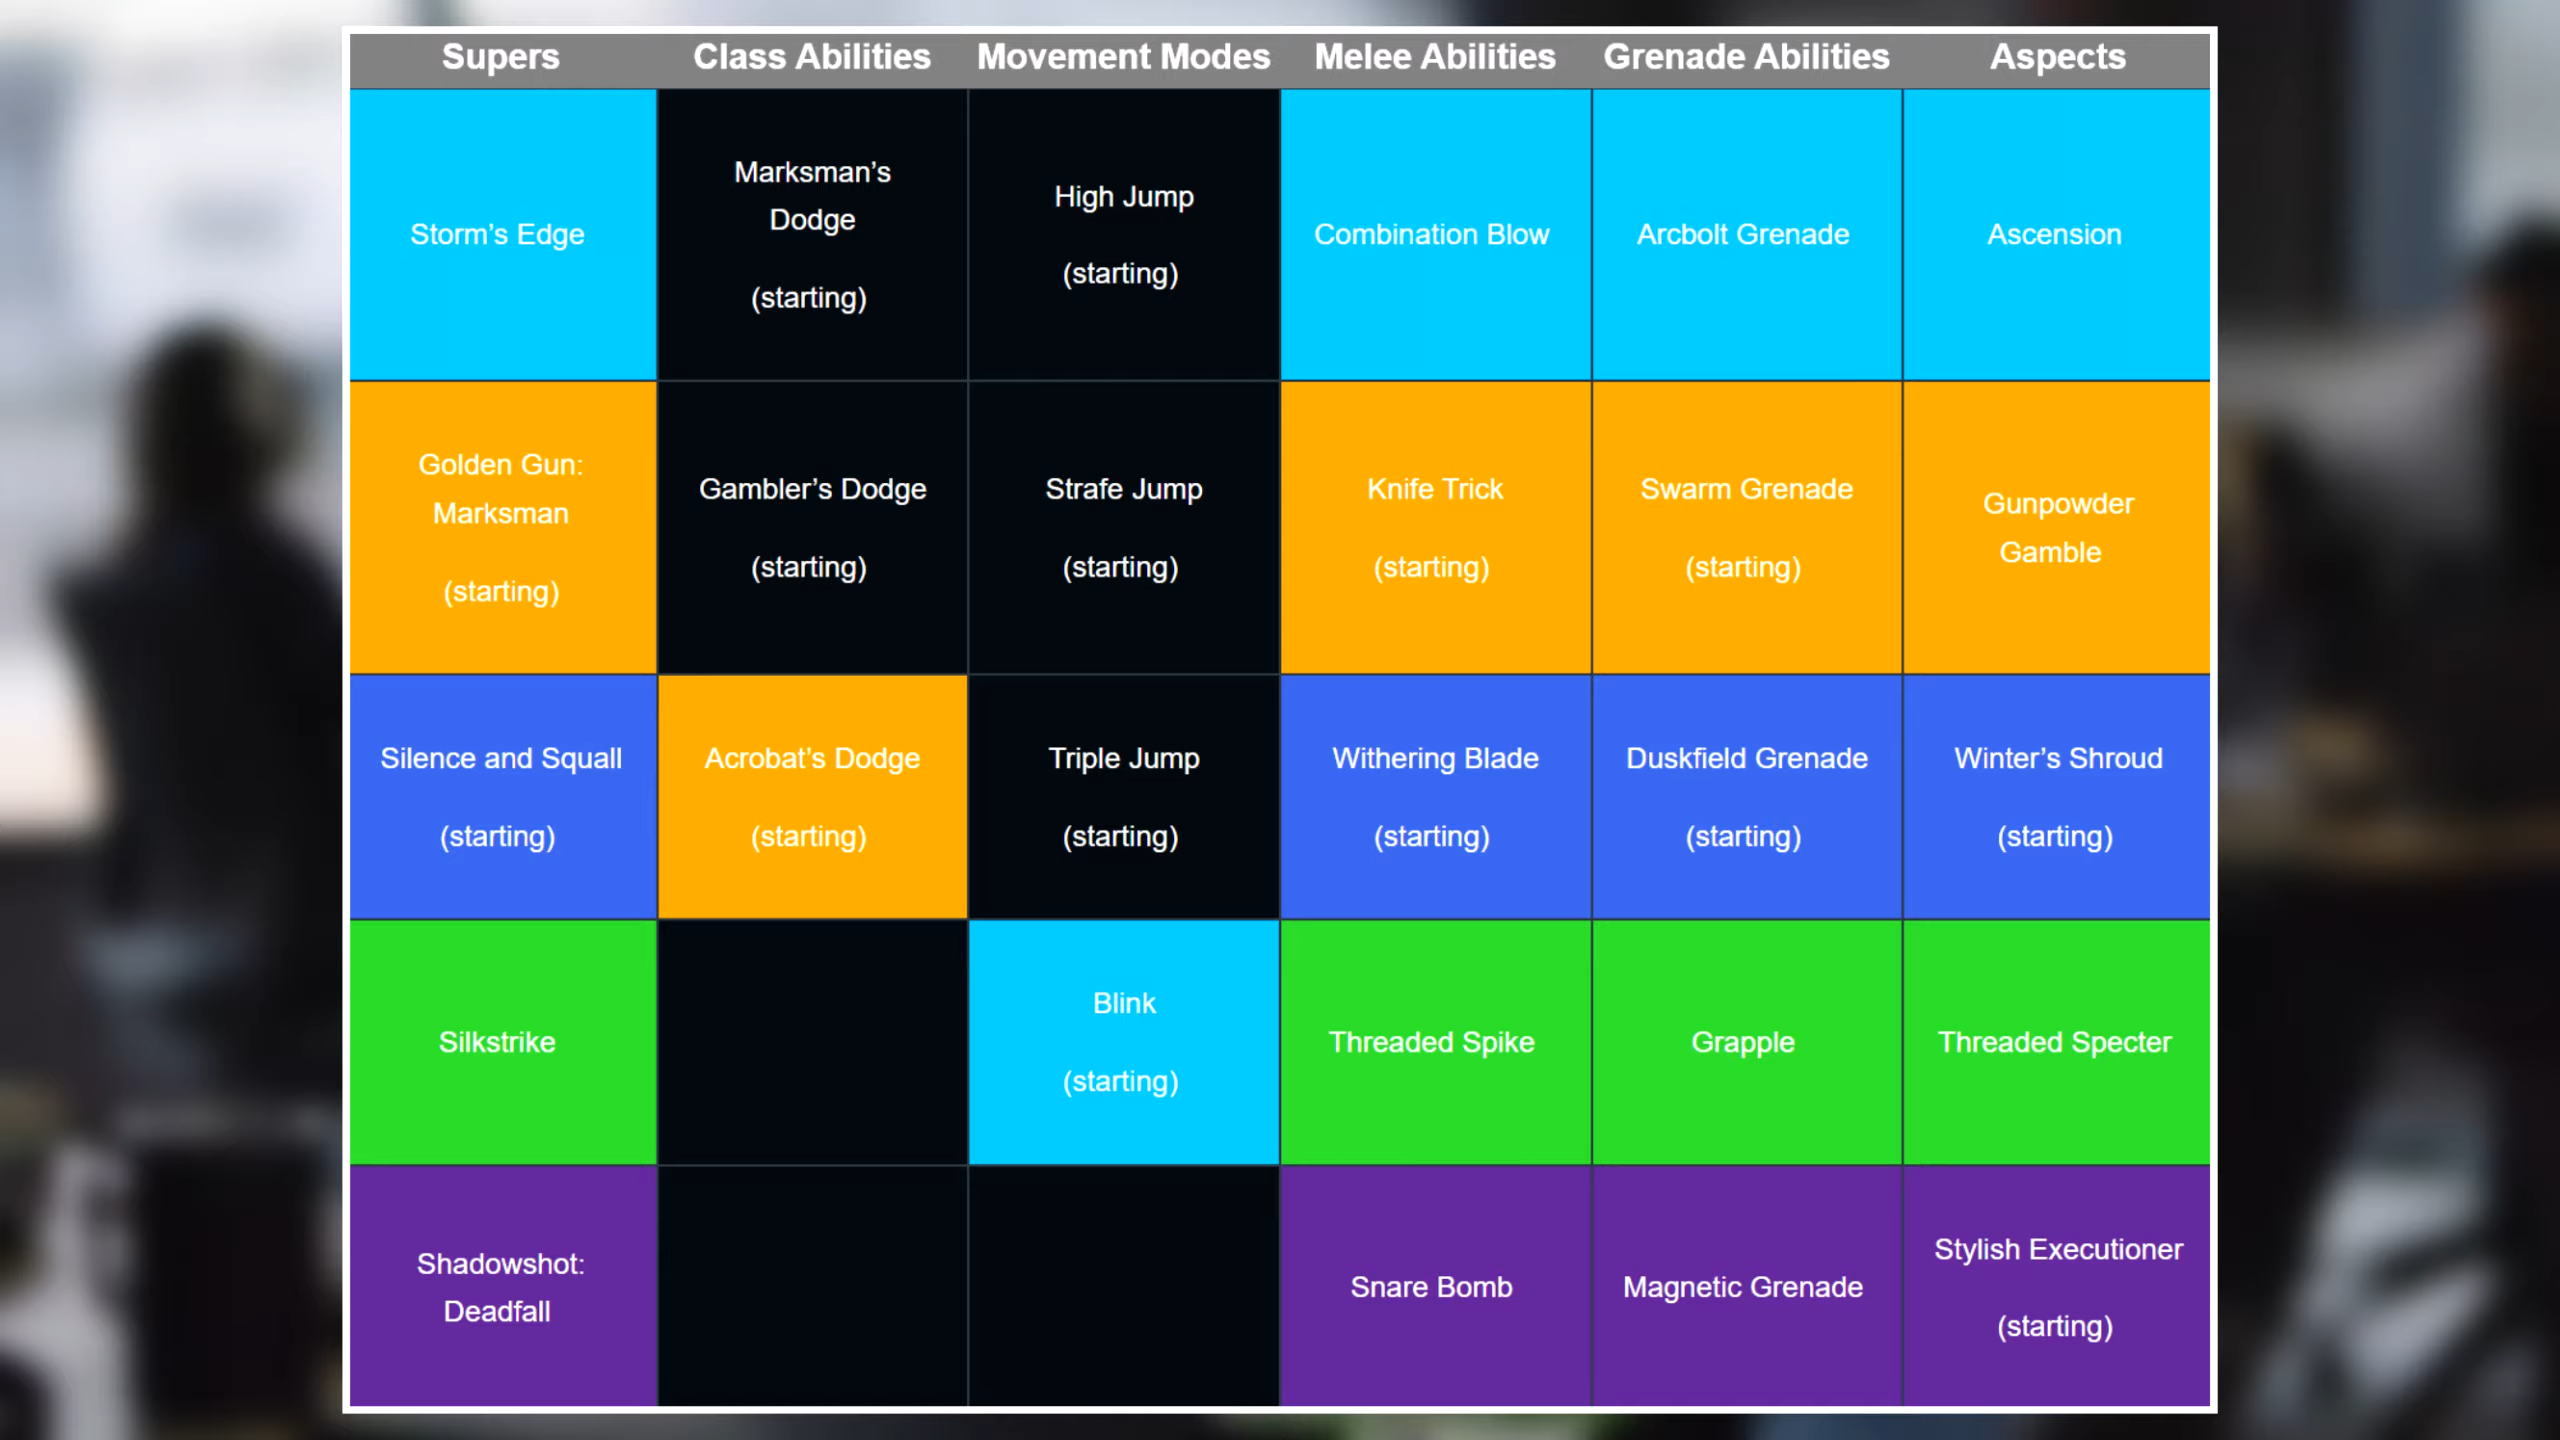 Supers Class Abilities Movement Modes Melee Abilities Grenade Abilities Aspects
Storm’s Edge
Marksman’s
Dodge
(starting)
High Jump
(starting)
Combination Blow
Arcbolt Grenade
Ascension
Golden Gun:
Marksman
(starting)
Gambler’s Dodge
(starting)
Strafe Jump
(starting)
Knife Trick
(starting)
Swarm Grenade
(starting)
Gunpowder
Gamble
Silence and Squall
(starting)
Acrobat’s Dodge
(starting)
Triple Jump
(starting)
Withering Blade
(starting)
Duskfield Grenade
(starting)
Winter’s Shroud
(starting)
Silkstrike
Blink
(starting)
Threaded Spike
Grapple
Threaded Specter
Shadowshot:
Deadfall
Snare Bomb
Magnetic Grenade
Stylish Executioner
(starting)